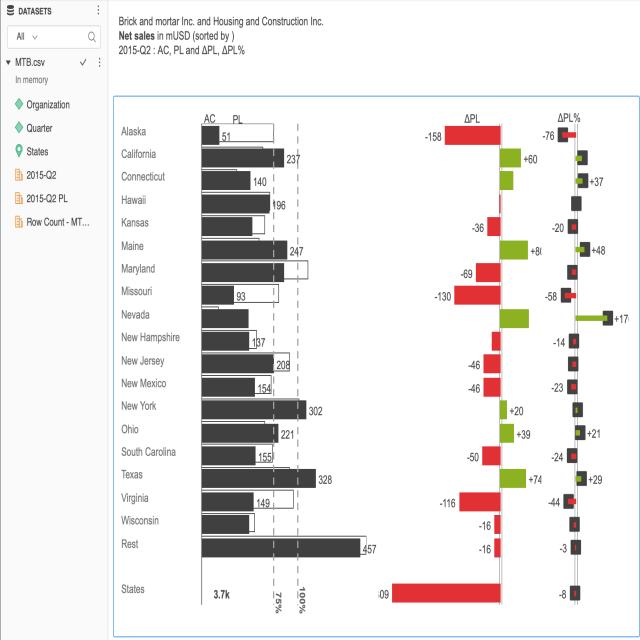 DATASETS
All
MTB.csv
In memory
Organization
Quarter
States
2015-Q2
2015-Q2 PL
Row Count - MT...
Brick and mortar Inc. and Housing and Construction Inc.
Net sales in mUSD (sorted by )
2015-Q2 : AC, PL and ΔPL, ΔPL%
AC PL ΔPL ΔPL%
Alaska 51 -158 -76
California 237 +60
Connecticut 140 +37
Hawaii 196
Kansas -36 -20
Maine 247 +80 +48
Maryland -69
Missouri 93 -130 -58
Nevada +17
New Hampshire 137 -14
New Jersey 208 -46
New Mexico 154 -46 -23
New York 302 +20
Ohio 221 +39 +21
South Carolina 155 -50 -24
Texas 328 +74 +29
Virginia 149 -116 -44
Wisconsin -16
Rest 457 -16 -3
States 3.7k 09 -8
75% 100%